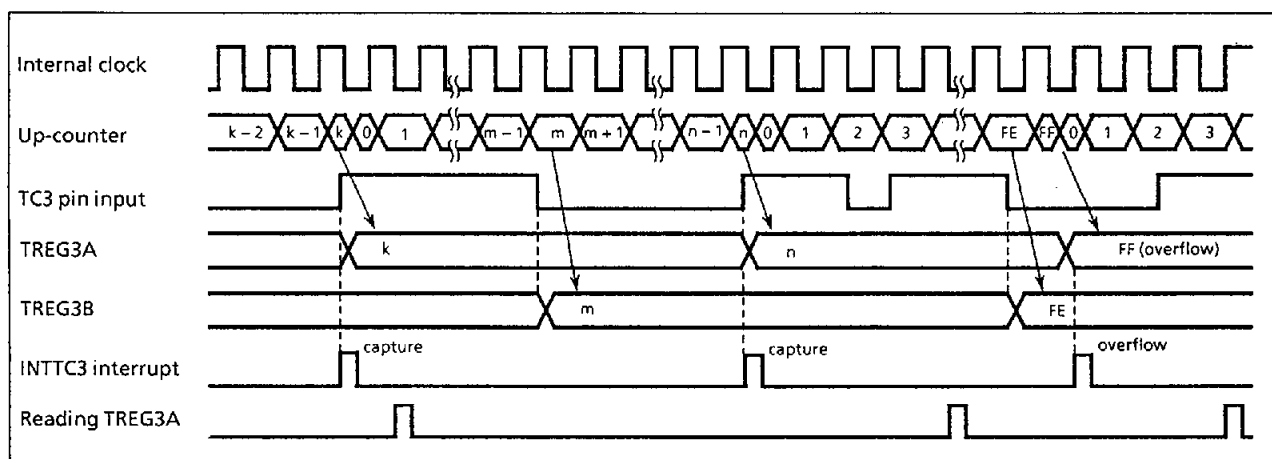 Internal clock
Up-counter k – 2 k – 1 k 0 1 m – 1 m m + 1 n – 1 n 0 1 2 3 FE FF 0 1 2 3
TC3 pin input
TREG3A k n FF (overflow)
TREG3B m FE
INTTC3 interrupt capture capture overflow
Reading TREG3A